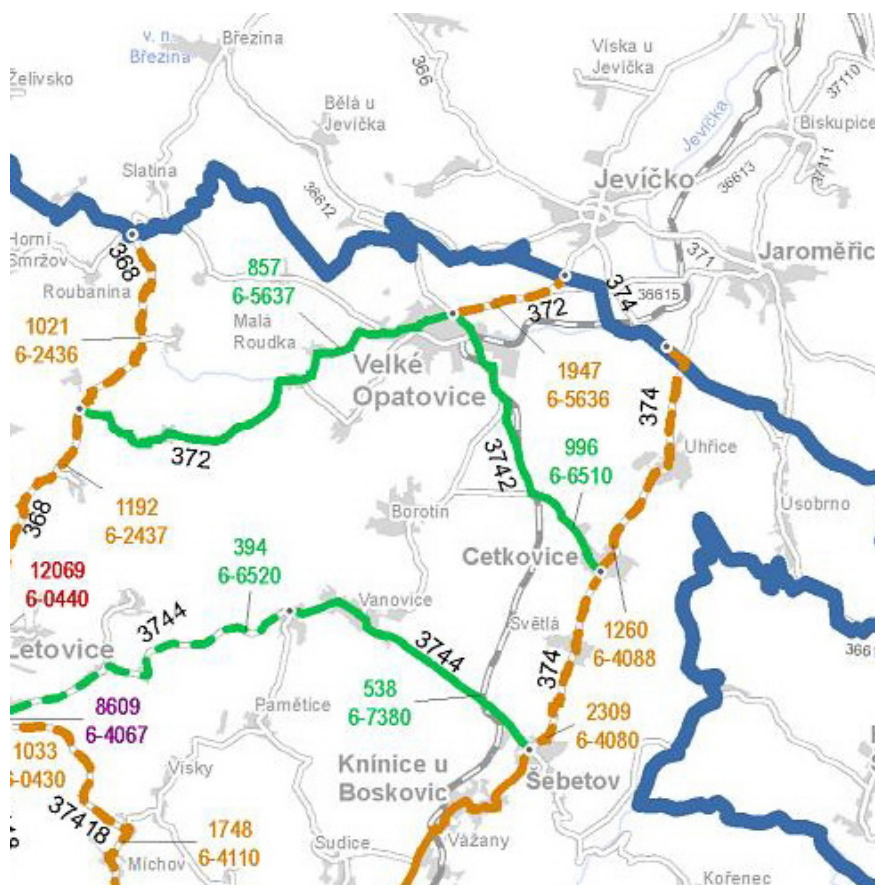 v. n.
Březina
Březina
Želivsko
366
Víska u
Jevíčka
37110
Bělá u
Jevíčka
Jevíčka
Biskupice
37111
Slatina
36613
Jevíčko
36612
Horní
Smržov
368
371
Jaroměřic
Roubanina
857
6-5637
374
36615
372
Malá
Roudka
1021
6-2436
Velké
Opatovice
1947
6-5636
374
372
3742
996
6-6510
Uhřice
1192
6-2437
368
Borotín
Úsobrno
Cetkovice
12069
6-0440
394
6-6520
Vanovice
3744
Světlá
1260
6-4088
Letovice
3744
374
Pamětice
538
6-7380
8609
6-4067
2309
6-4080
1033
6-0430
Knínice u
Boskovic
Šebetov
Vísky
37418
1748
6-4110
Míchov
Sudice
Vážany
Kořenec